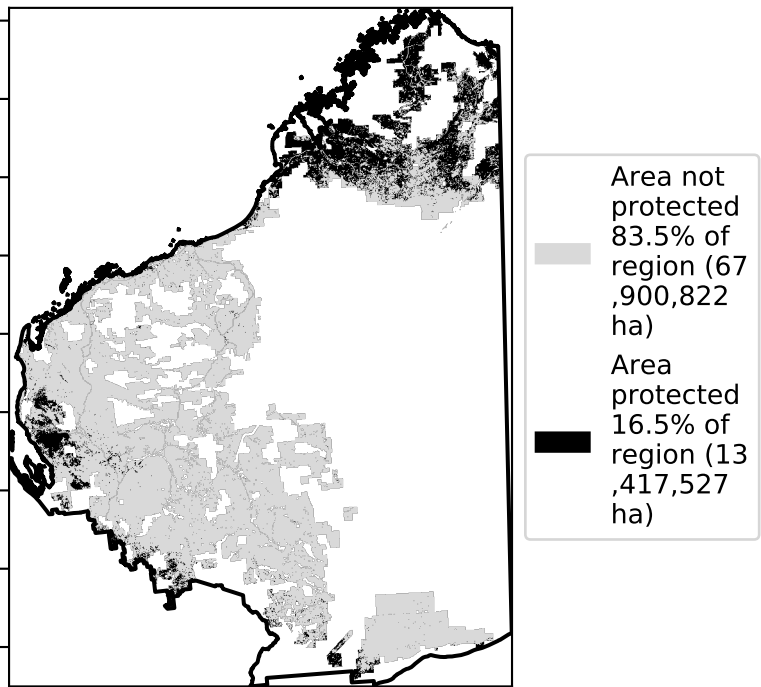 Area not
protected
83.5% of
region (67
,900,822
ha)
Area
protected
16.5% of
region (13
,417,527
ha)